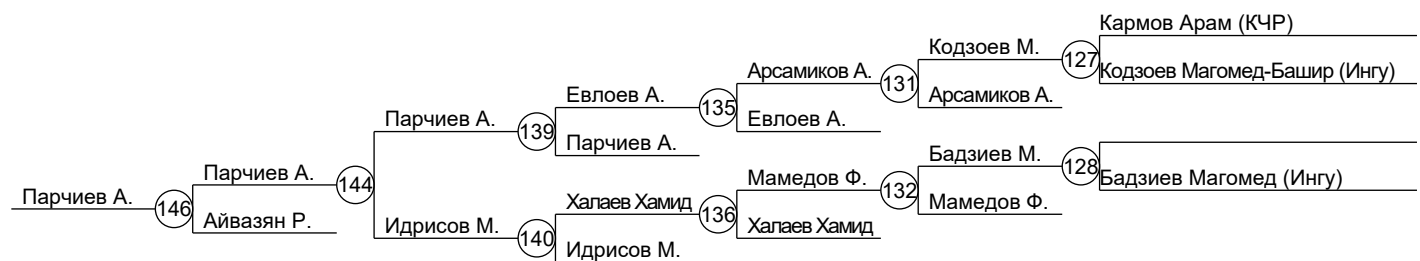 Кармов Арам (КЧР)
Кодзоев М.
127
Кодзоев Магомед-Башир (Ингу)
Арсамиков А.
131
Арсамиков А.
Евлоев А.
135
Евлоев А.
Парчиев А.
139
Парчиев А.
Бадзиев М.
128
Бадзиев Магомед (Ингу)
Парчиев А.
144
Мамедов Ф.
132
Мамедов Ф.
Парчиев А.
146
Айвазян Р.
Халаев Хамид
136
Халаев Хамид
Идрисов М.
140
Идрисов М.